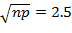 √np = 2.5